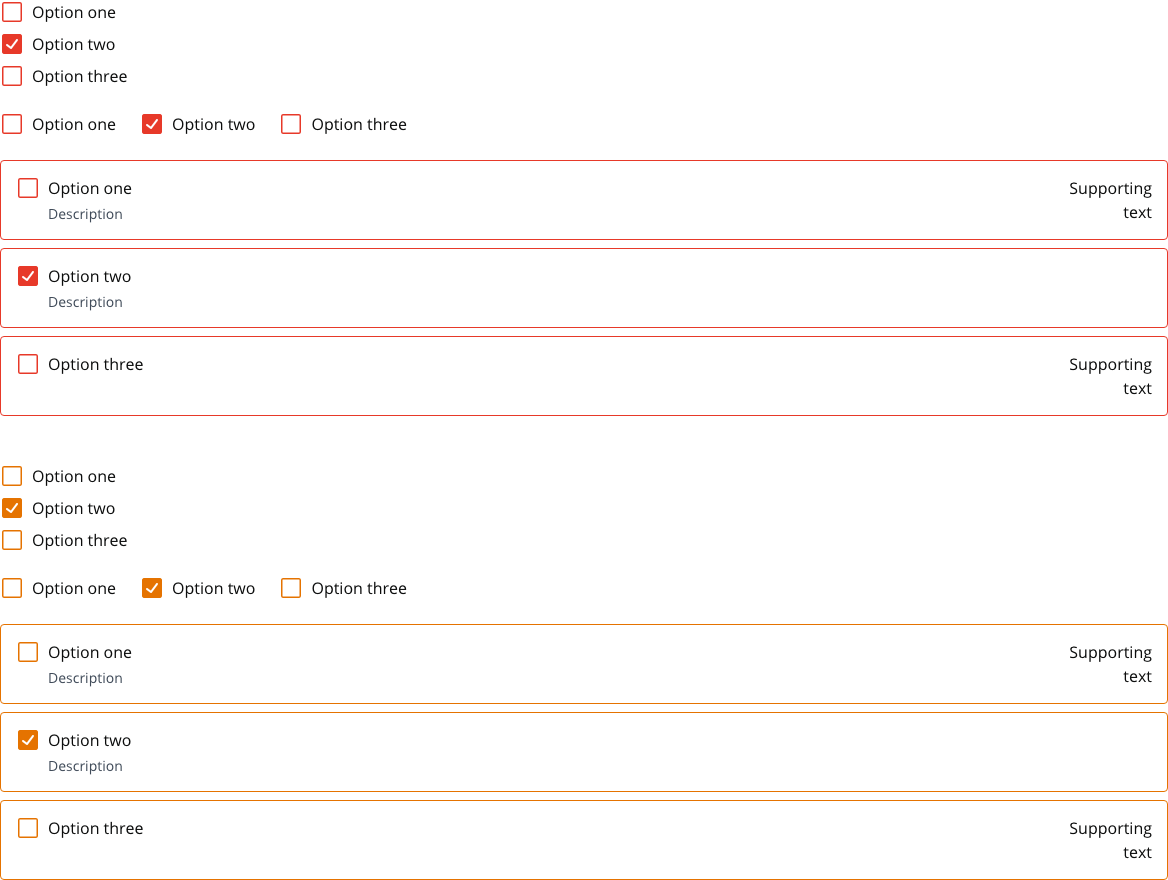 Option one
Option two
Option three
Option one Option two Option three
Option one Supporting
Description text
Option two
Description
Option three Supporting
text
Option one
Option two
Option three
Option one Option two Option three
Option one Supporting
Description text
Option two
Description
Option three Supporting
text